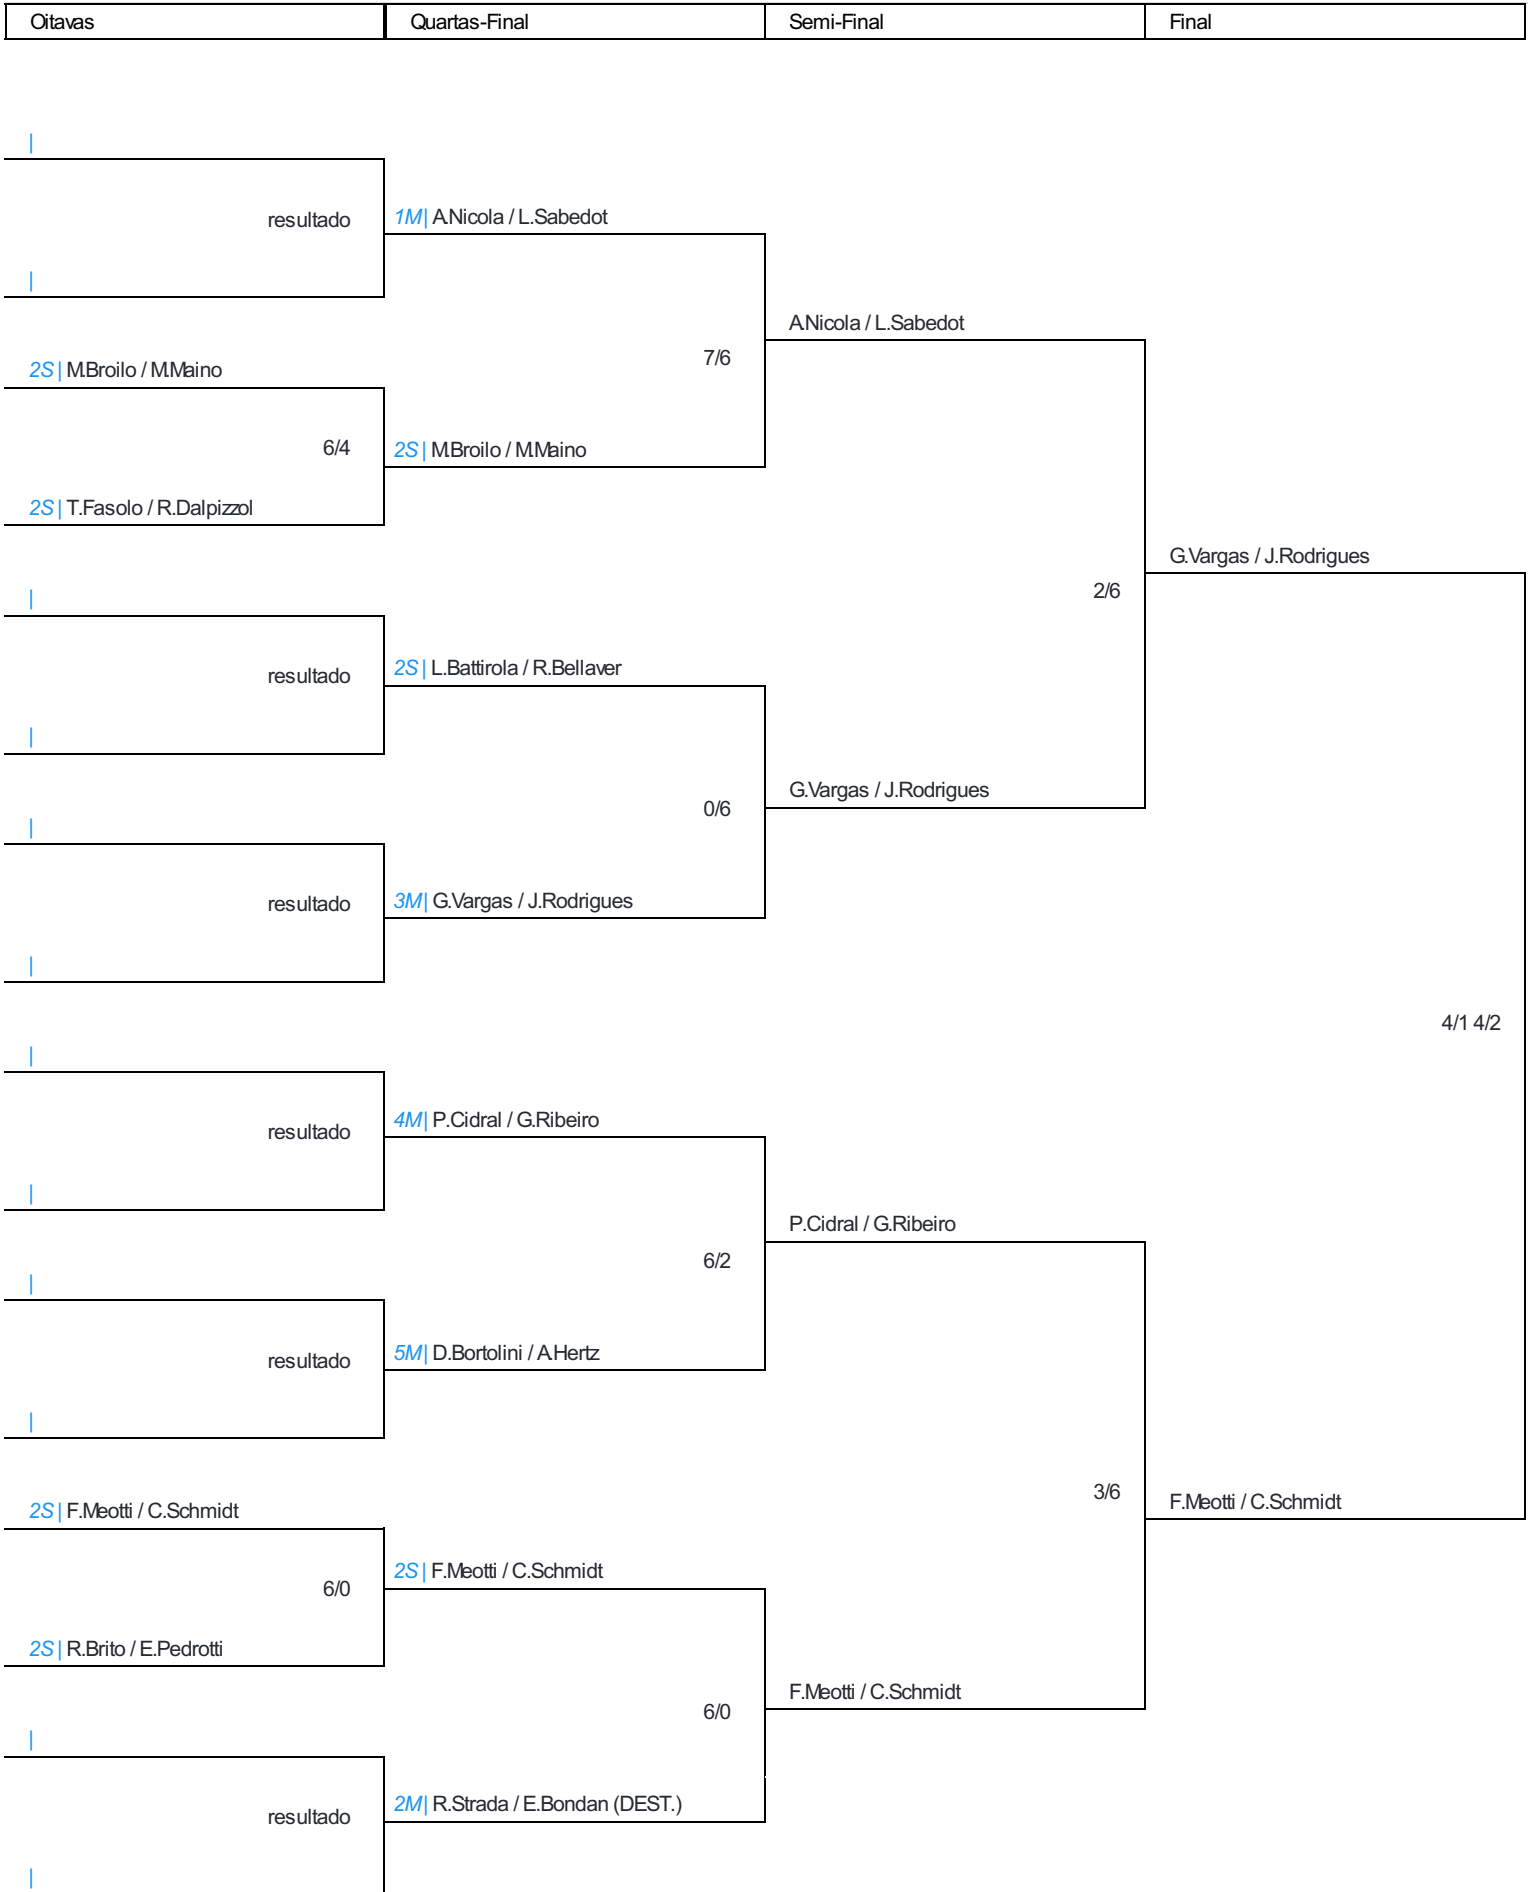 Oitavas Quartas-Final Semi-Final Final
|
resultado
1M| A.Nicola / L.Sabedot
|
A.Nicola / L.Sabedot
7/6
2S| M.Broilo / M.Maino
6/4
2S| M.Broilo / M.Maino
2S| T.Fasolo / R.Dalpizzol
G.Vargas / J.Rodrigues
2/6
|
resultado
2S| L.Battirola / R.Bellaver
|
G.Vargas / J.Rodrigues
0/6
|
resultado
3M| G.Vargas / J.Rodrigues
|
4/1 4/2
|
resultado
4M| P.Cidral / G.Ribeiro
|
P.Cidral / G.Ribeiro
6/2
|
resultado
5M| D.Bortolini / A.Hertz
|
3/6
F.Meotti / C.Schmidt
2S| F.Meotti / C.Schmidt
6/0
2S| F.Meotti / C.Schmidt
2S| R.Brito / E.Pedrotti
F.Meotti / C.Schmidt
6/0
|
resultado
2M| R.Strada / E.Bondan (DEST.)
|